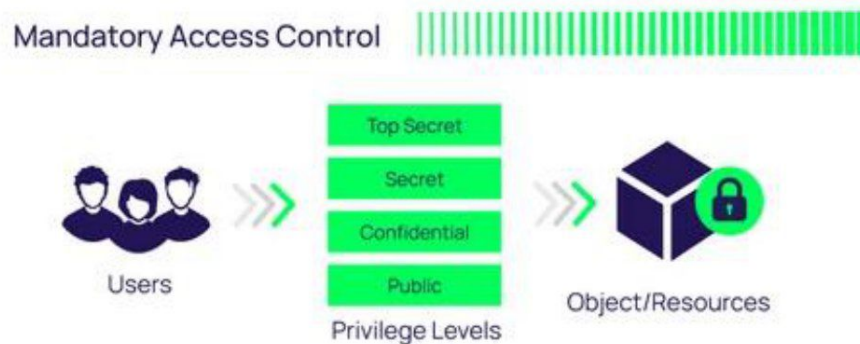 Mandatory Access Control
Top Secret
Secret
Confidential
Public
Users
Privilege Levels
Object/Resources